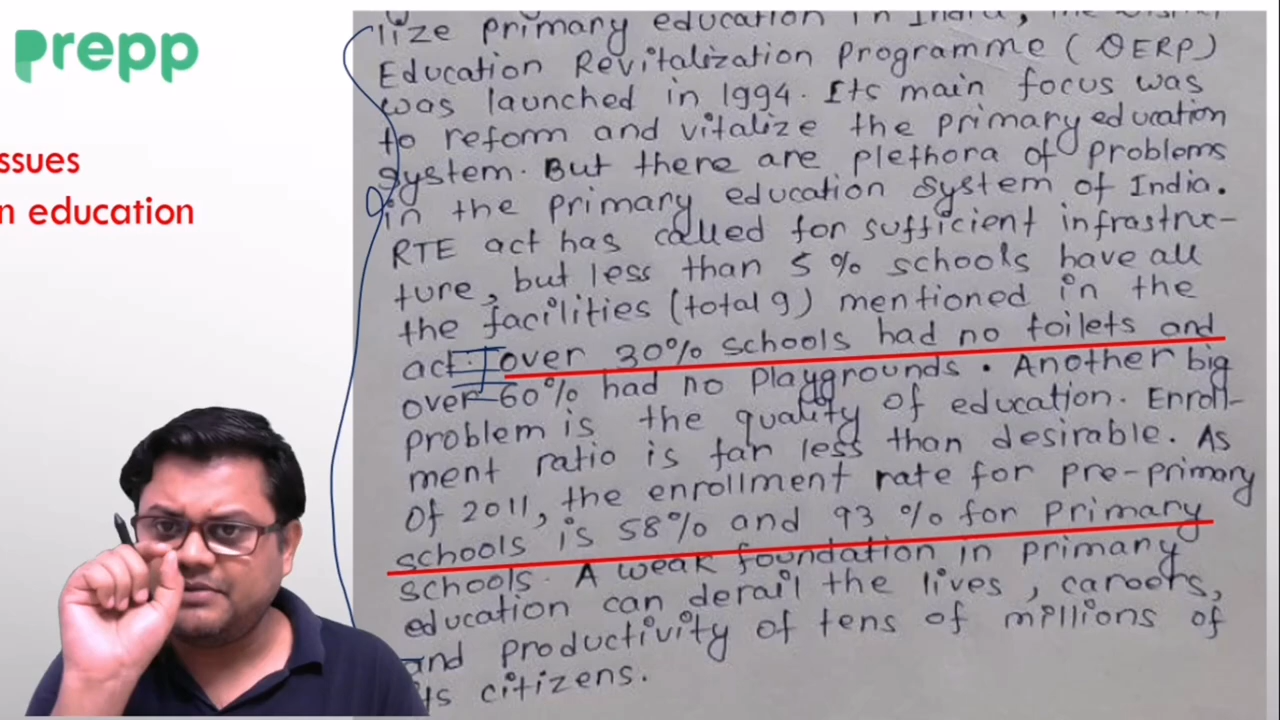 prepp
ssues
n education
lize primary education in India, the District
Education Revitalization Programme (DERP)
was launched in 1994. Its main focus was
to reform and vitalize the primary education
system. But there are plethora of problems
in the primary education system of India.
RTE act has called for sufficient infrastruc-
ture, but less than 5% schools have all
the facilities (total 9) mentioned in the
act. over 30% schools had no toilets and
over 60% had no playgrounds. Another big
problem is the quality of education. Enroll-
ment ratio is far less than desirable. As
Of 2011, the enrollment rate for pre-primary
schools is 58% and 93% for primary
schools. A weak foundation in primary
education can derail the lives, careers,
and productivity of tens of millions of
its citizens.